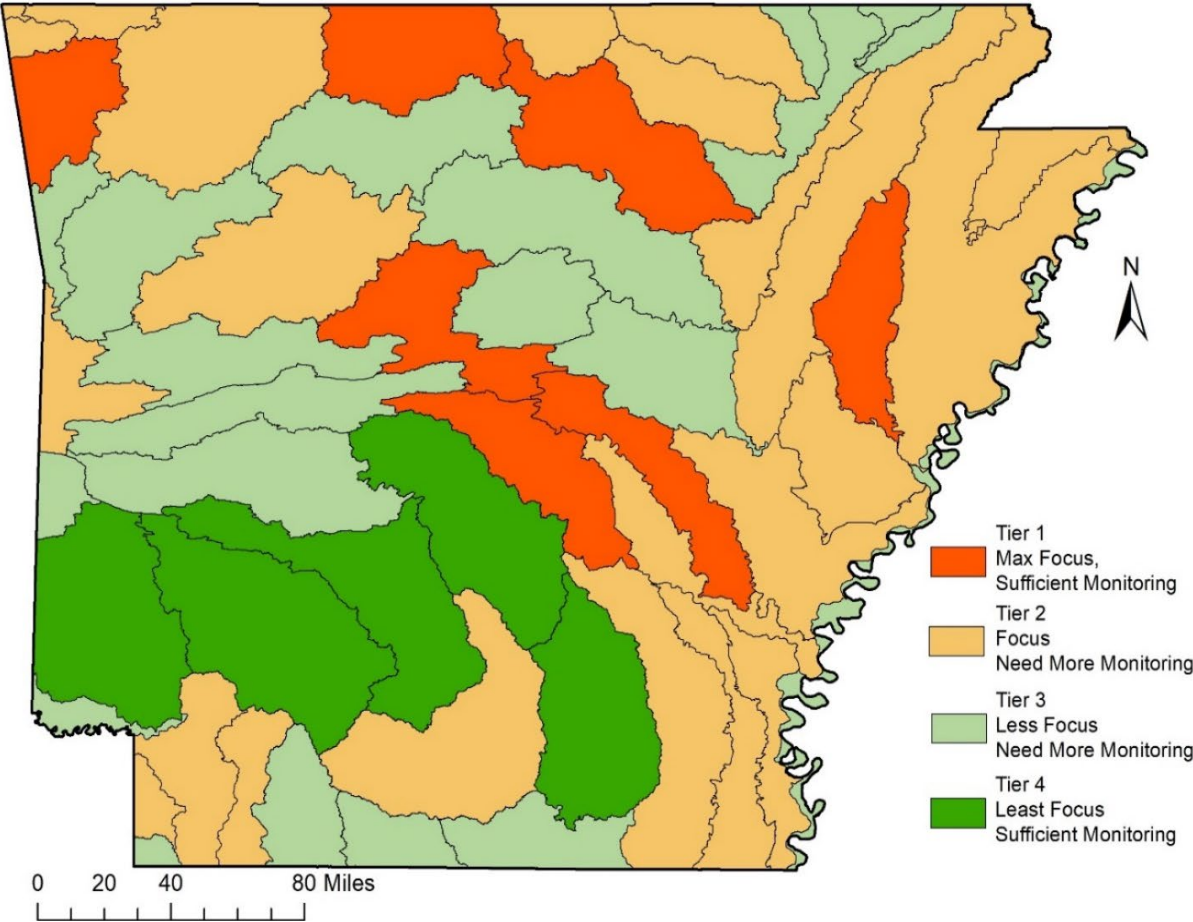 N
Tier 1
Max Focus,
Sufficient Monitoring
Tier 2
Focus
Need More Monitoring
Tier 3
Less Focus
Need More Monitoring
Tier 4
Least Focus
Sufficient Monitoring
0 20 40 80 Miles